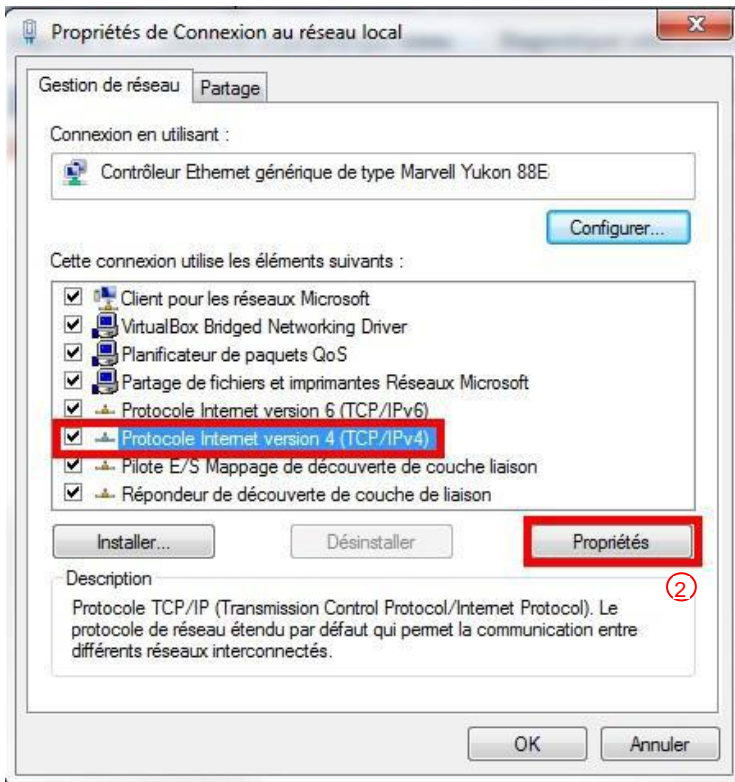 Propriétés de Connexion au réseau local
Gestion de réseau
Partage
Connexion en utilisant :
Contrôleur Ethernet générique de type Marvell Yukon 88E
Configurer...
Cette connexion utilise les éléments suivants :
Client pour les réseaux Microsoft
VirtualBox Bridged Networking Driver
Planificateur de paquets QoS
Partage de fichiers et imprimantes Réseaux Microsoft
Protocole Internet version 6 (TCP/IPv6)
Protocole Internet version 4 (TCP/IPv4)
Pilote E/S Mappage de découverte de couche liaison
Répondeur de découverte de couche de liaison
Installer...
Désinstaller
Propriétés
2
Description
Protocole TCP/IP (Transmission Control Protocol/Internet Protocol). Le
protocole de réseau étendu par défaut qui permet la communication entre
différents réseaux interconnectés.
OK
Annuler